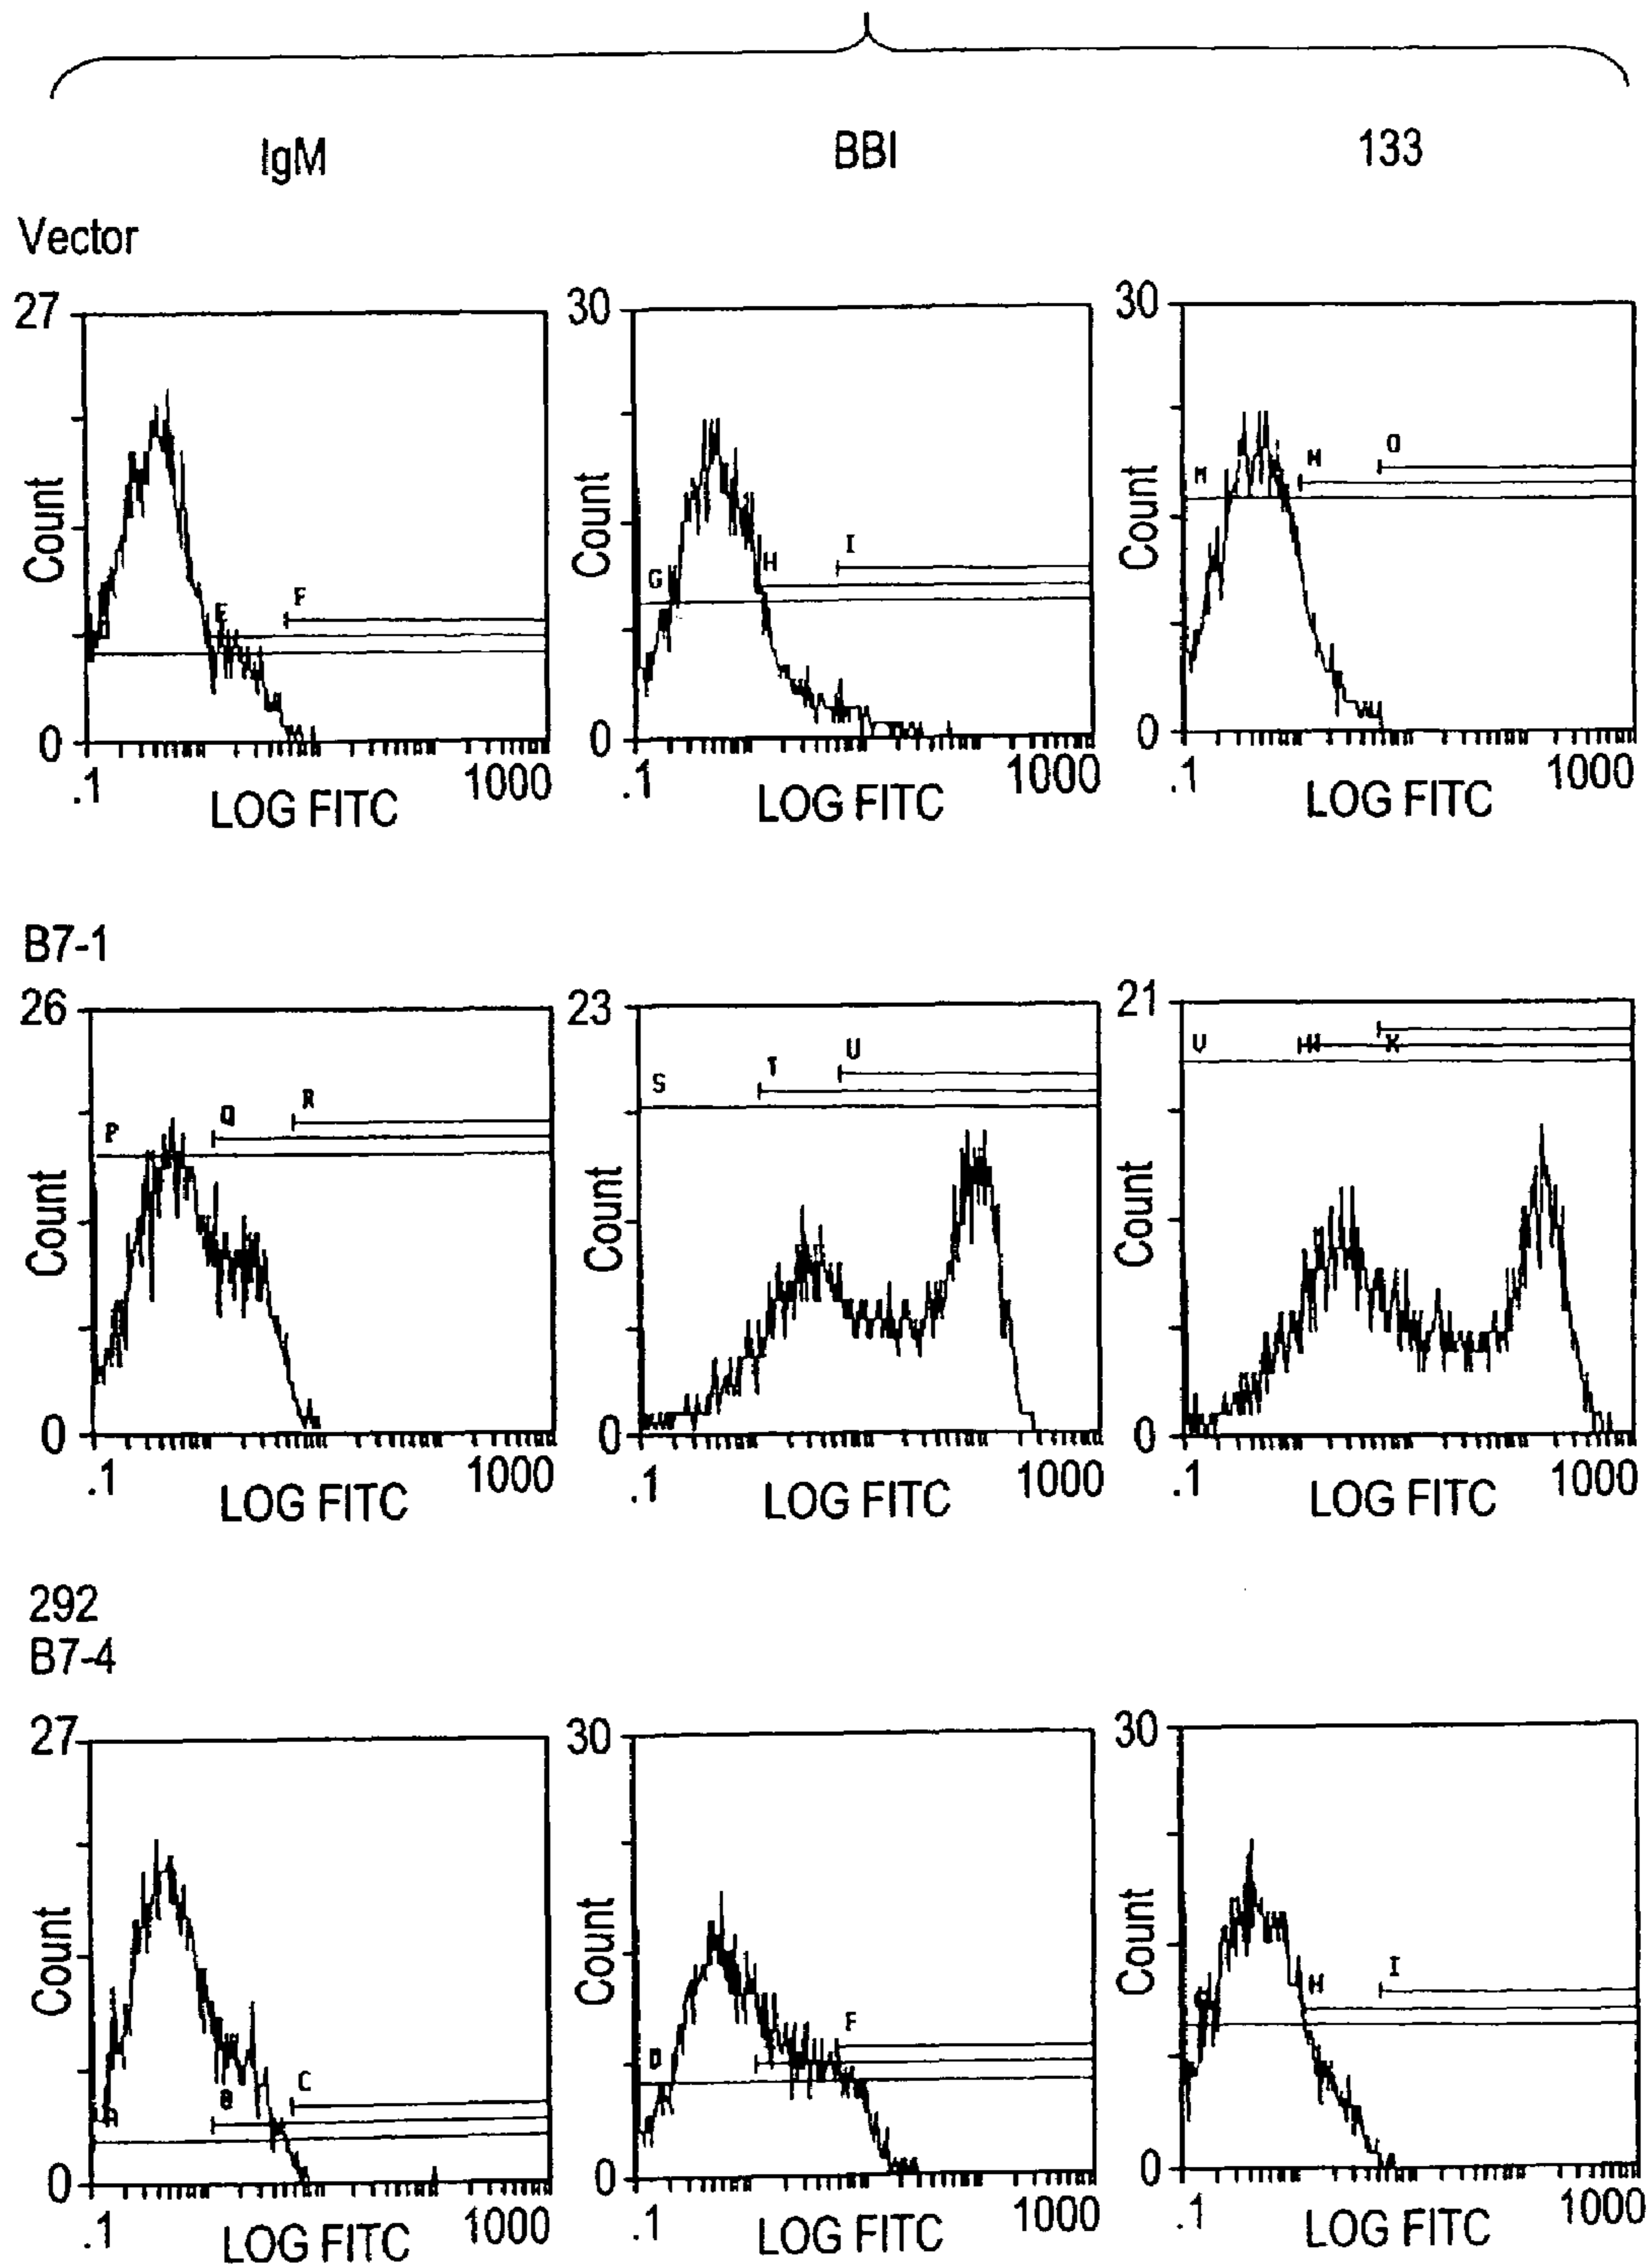 IgM BBI 133
Vector
27 30 30
Count Count Count
E F G H I M M O
0 0 0
.1 1000 .1 1000 .1 1000
LOG FITC LOG FITC LOG FITC
B7-1
26 23 21
Count Count Count
P Q R S T U V W X
0 0 0
.1 1000 .1 1000 .1 1000
LOG FITC LOG FITC LOG FITC
292
B7-4
27 30 30
Count Count Count
C D F H I
0 0 0
.1 1000 .1 1000 .1 1000
LOG FITC LOG FITC LOG FITC